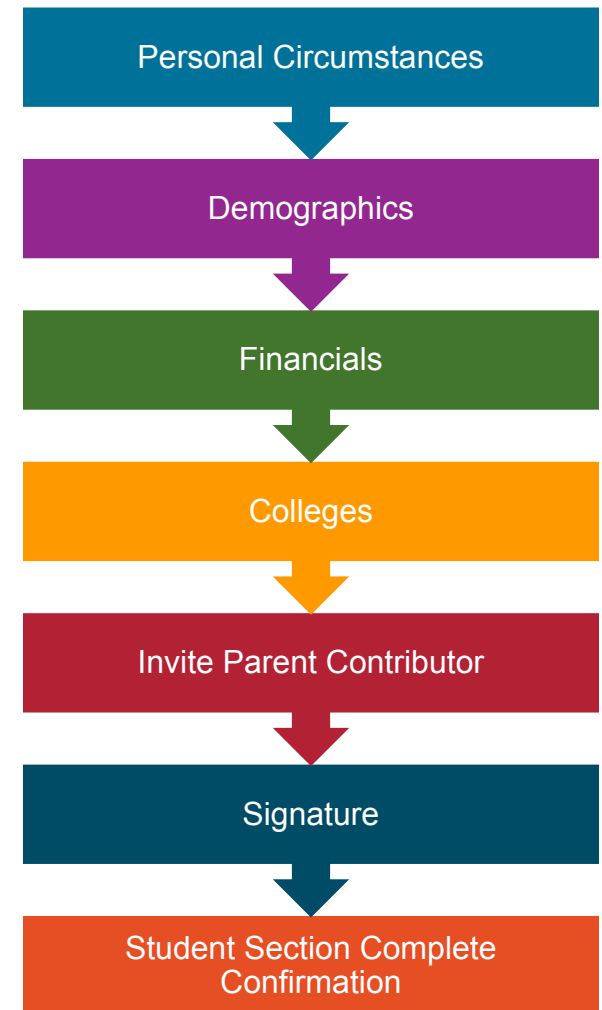 Personal Circumstances
Demographics
Financials
Colleges
Invite Parent Contributor
Signature
Student Section Complete
Confirmation